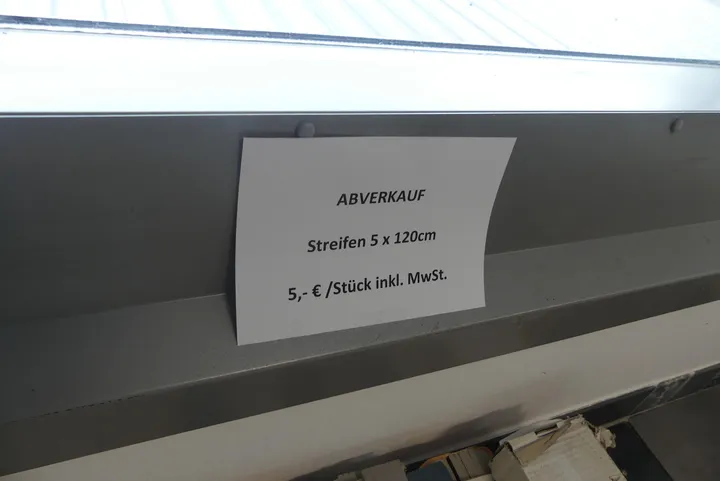 ABVERKAUF
Streifen 5 x 120cm
5,- € /Stück inkl. MwSt.